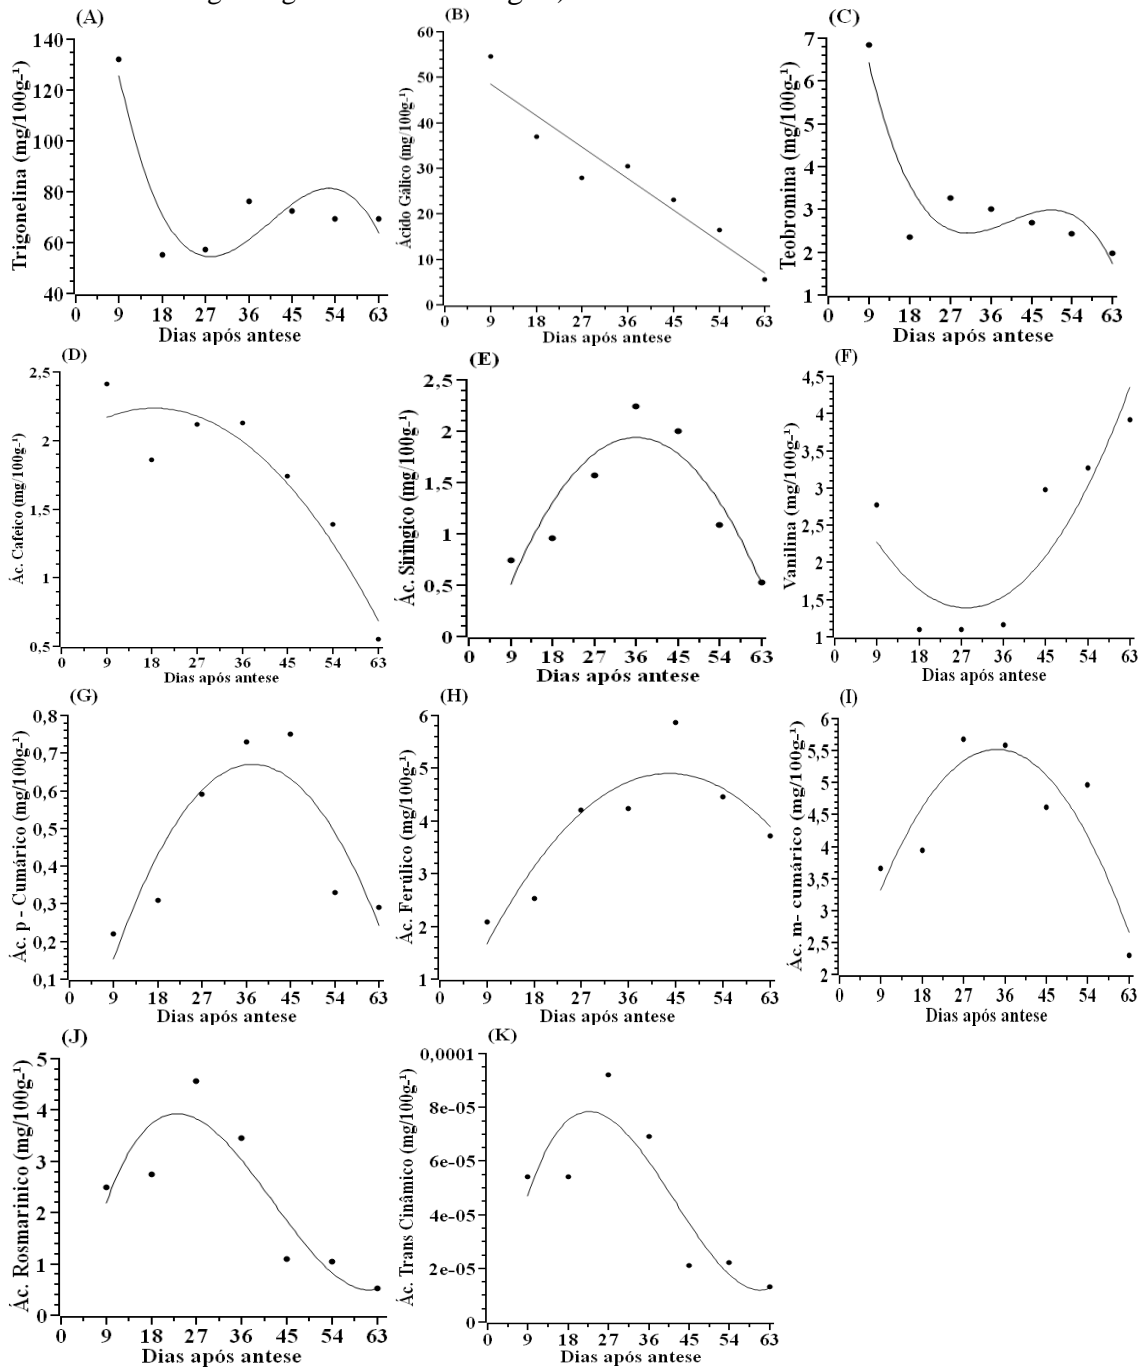 (A)
Trigonelina (mg/100g-¹)
140
120
100
80
60
40
0 9 18 27 36 45 54 63
Dias após antese
(B)
Ácido Gálico (mg/100g-¹)
60
50
40
30
20
10
0
0 9 18 27 36 45 54 63
Dias após antese
(C)
Teobromina (mg/100g-¹)
7
6
5
4
3
2
1
0 9 18 27 36 45 54 63
Dias após antese
(D)
Ác. Cafeico (mg/100g-¹)
2,5
2
1,5
1
0,5
0 9 18 27 36 45 54 63
Dias após antese
(E)
Ác. Siríngico (mg/100g-¹)
2,5
2
1,5
1
0,5
0
0 9 18 27 36 45 54 63
Dias após antese
(F)
Vanilina (mg/100g-¹)
4,5
4
3,5
3
2,5
2
1,5
1
0 9 18 27 36 45 54 63
Dias após antese
(G)
Ác. p - Cumárico (mg/100g-¹)
0,8
0,7
0,6
0,5
0,4
0,3
0,2
0,1
0 9 18 27 36 45 54 63
Dias após antese
(H)
Ác. Ferúlico (mg/100g-¹)
6
5
4
3
2
1
0 9 18 27 36 45 54 63
Dias após antese
(I)
Ác. m- cumárico (mg/100g-¹)
6
5,5
5
4,5
4
3,5
3
2,5
2
0 9 18 27 36 45 54 63
Dias após antese
(J)
Ác. Rosmarínico (mg/100g-¹)
5
4
3
2
1
0
0 9 18 27 36 45 54 63
Dias após antese
(K)
Ác. Trans Cinâmico (mg/100g-¹)
0,0001
8e-05
6e-05
4e-05
2e-05
0
0 9 18 27 36 45 54 63
Dias após antese